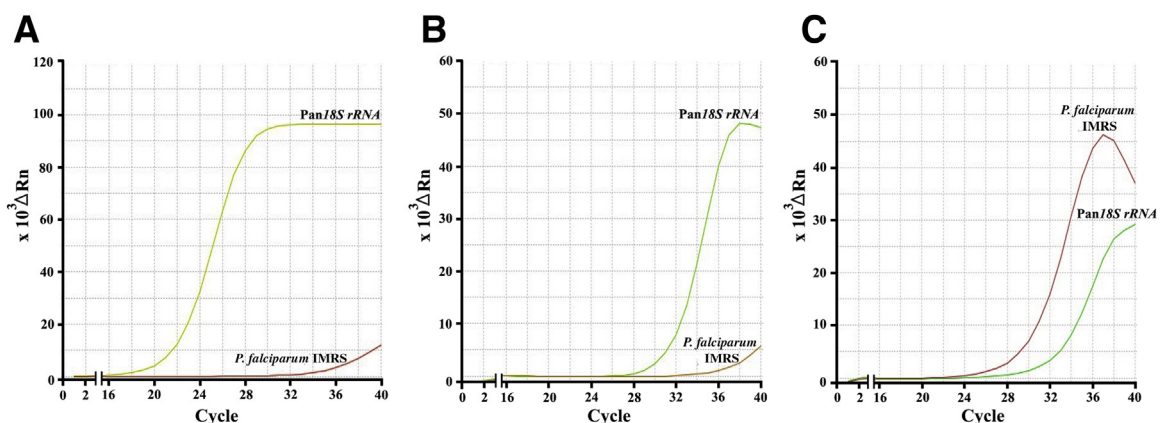 A
120
100
80
60
40
20
0
x 10³ΔRn
Pan18S rRNA
P. falciparum IMRS
0 2 16 20 24 28 32 36 40
Cycle
B
60
50
40
30
20
10
0
x 10³ΔRn
Pan18S rRNA
P. falciparum
IMRS
0 2 16 20 24 28 32 36 40
Cycle
C
60
50
40
30
20
10
0
x 10³ΔRn
P. falciparum
IMRS
Pan18S rRNA
0 2 16 20 24 28 32 36 40
Cycle